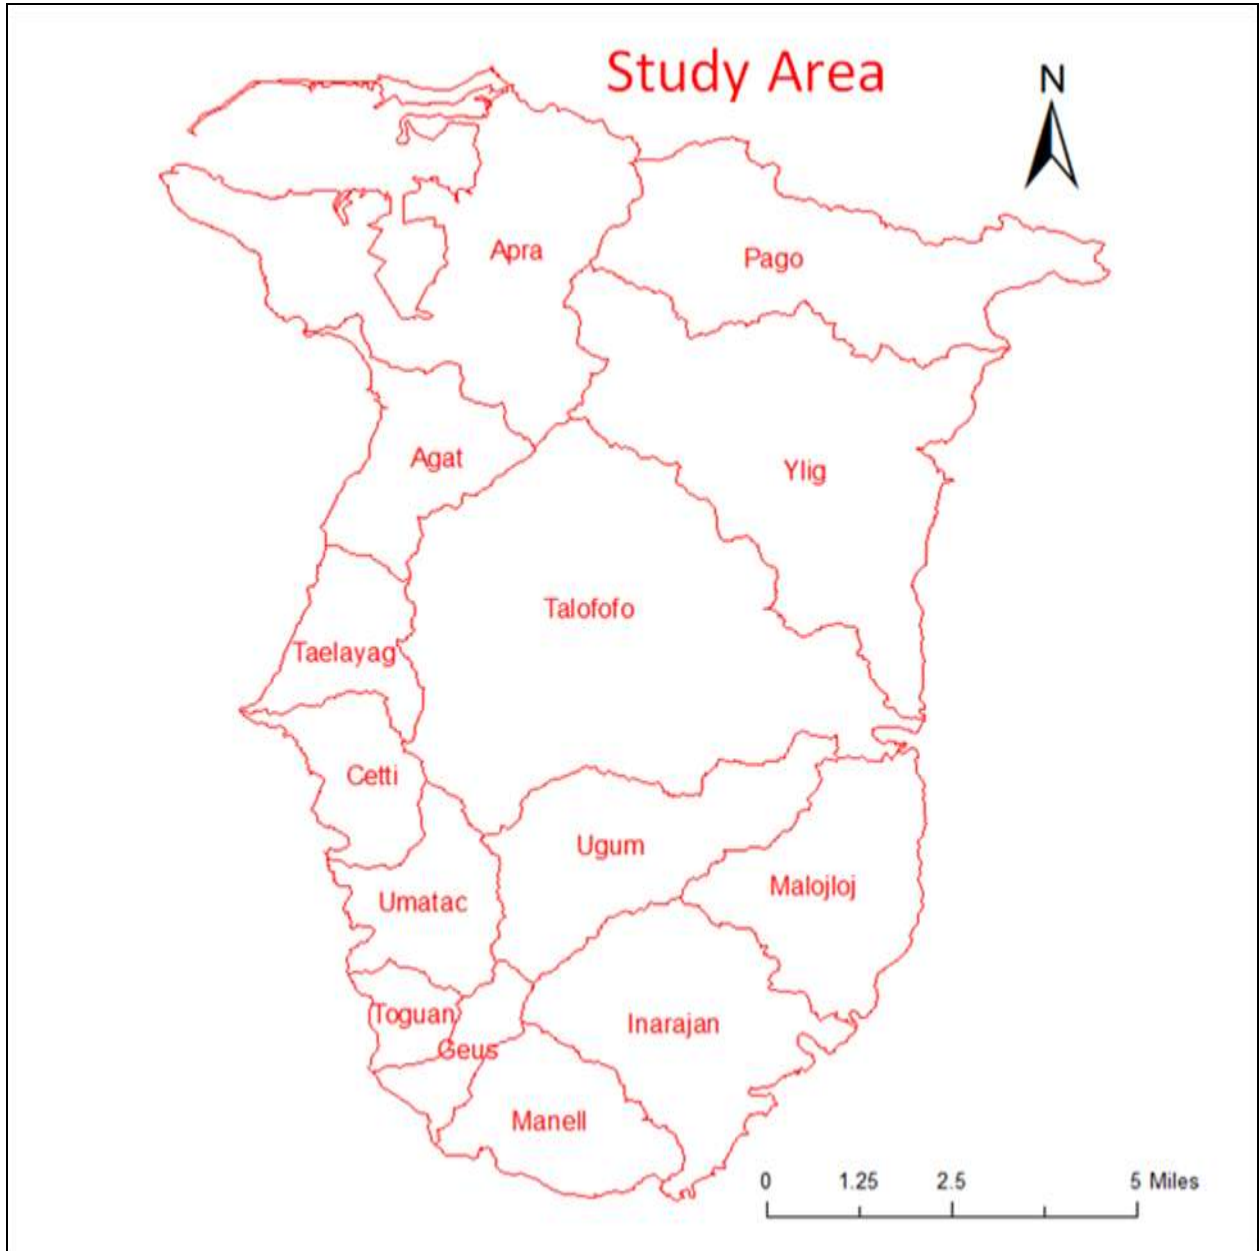 Study Area
N
Apra
Pago
Agat
Ylig
Talofofo
Taelayag
Cetti
Ugum
Malojloj
Umatac
Toguan
Inarajan
Geus
Manell
0 1.25 2.5 5 Miles